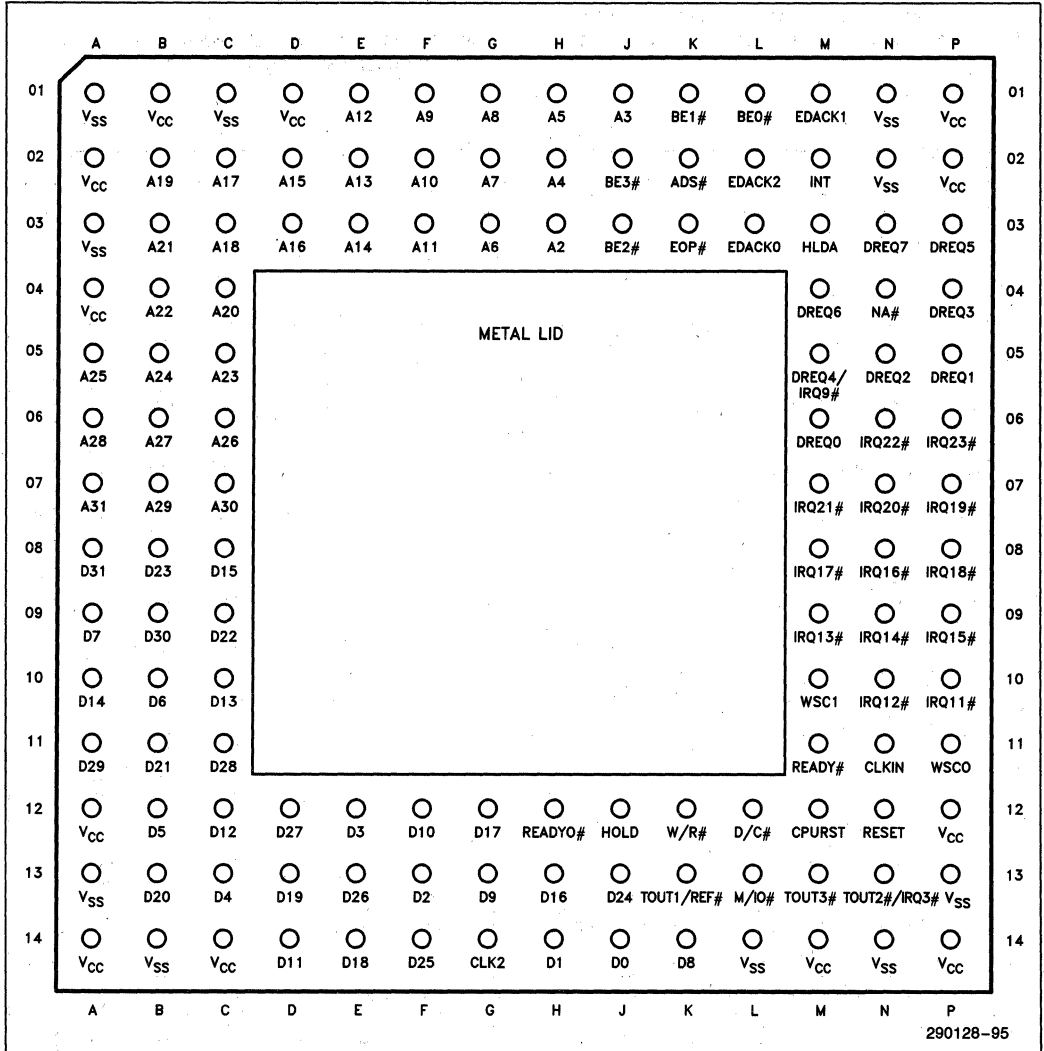 A B C D E F G H J K L M N P
01 01
VSS VCC VSS VCC A12 A9 A8 A5 A3 BE1# BE0# EDACK1 VSS VCC
02 02
VCC A19 A17 A15 A13 A10 A7 A4 BE3# ADS# EDACK2 INT VSS VCC
03 03
VSS A21 A18 A16 A14 A11 A6 A2 BE2# EOP# EDACK0 HLDA DREQ7 DREQ5
04 04
VCC A22 A20 DREQ6 NA# DREQ3
METAL LID
05 05
A25 A24 A23 DREQ4/ DREQ2 DREQ1
IRQ9#
06 06
A28 A27 A26 DREQ0 IRQ22# IRQ23#
07 07
A31 A29 A30 IRQ21# IRQ20# IRQ19#
08 08
D31 D23 D15 IRQ17# IRQ16# IRQ18#
09 09
D7 D30 D22 IRQ13# IRQ14# IRQ15#
10 10
D14 D6 D13 WSC1 IRQ12# IRQ11#
11 11
D29 D21 D28 READY# CLKIN WSC0
12 12
VCC D5 D12 D27 D3 D10 D17 READYO# HOLD W/R# D/C# CPURST RESET VCC
13 13
VSS D20 D4 D19 D26 D2 D9 D16 D24 TOUT1/REF# M/IO# TOUT3# TOUT2#/IRQ3# VSS
14 14
VCC VSS VCC D11 D18 D25 CLK2 D1 D0 D8 VSS VCC VSS VCC
A B C D E F G H J K L M N P
290128-95